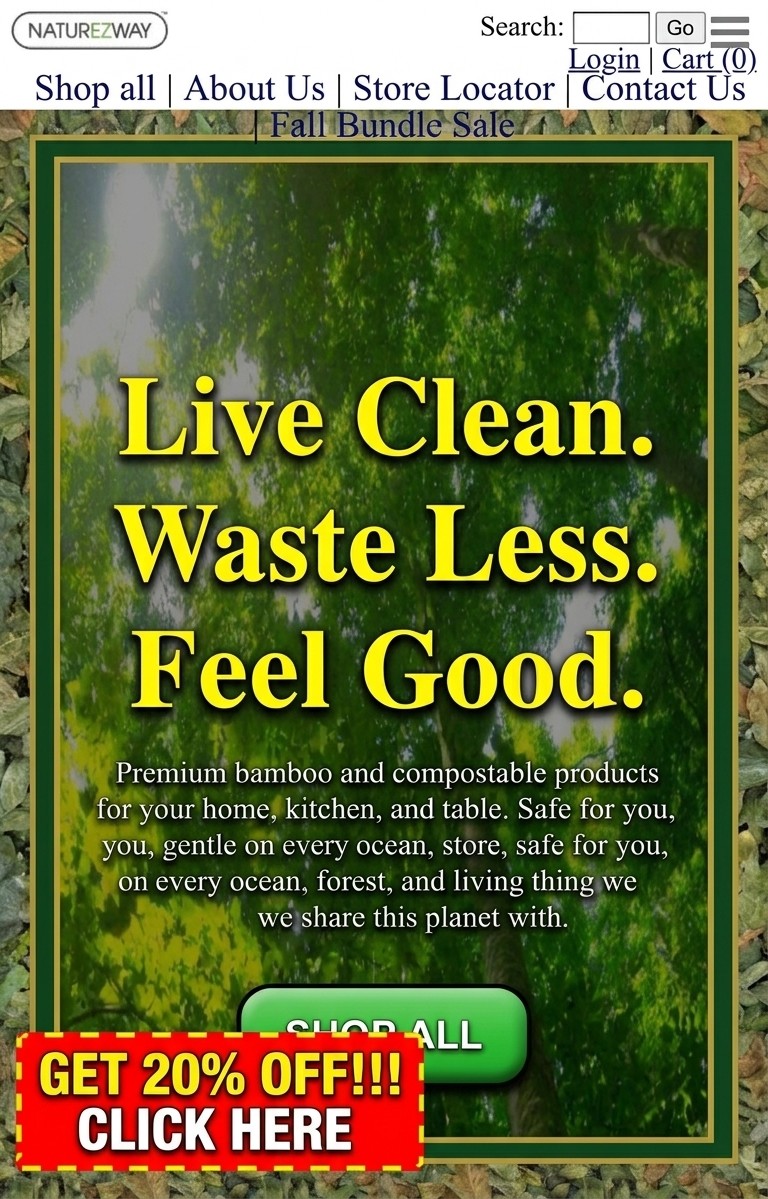 NATUREZWAY™
Search: Go
Login | Cart (0)
Shop all | About Us | Store Locator | Contact Us
| Fall Bundle Sale
Live Clean.
Waste Less.
Feel Good.
Premium bamboo and compostable products
for your home, kitchen, and table. Safe for you,
you, gentle on every ocean, store, safe for you,
on every ocean, forest, and living thing we
we share this planet with.
SHOP ALL
GET 20% OFF!!!
CLICK HERE